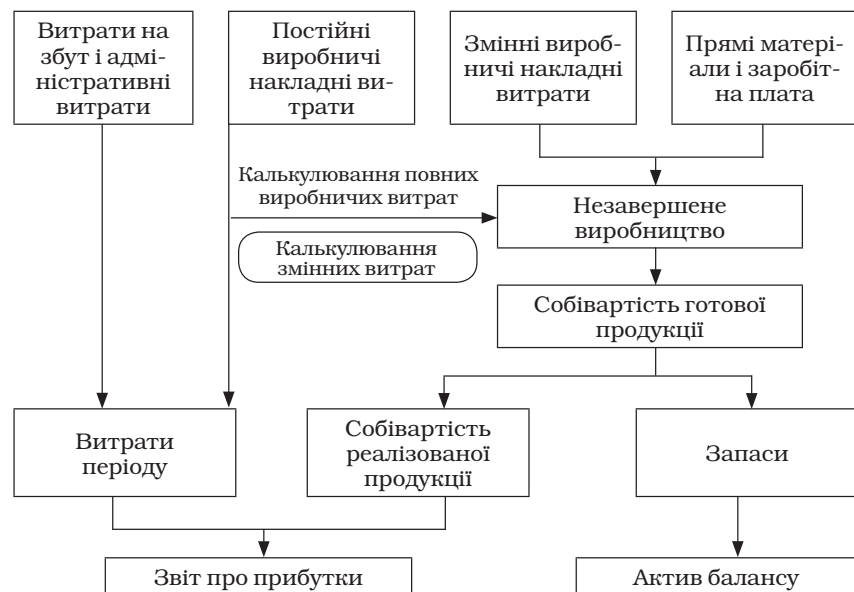 Витрати на
збут і адмі-
ністративні
витрати
Постійні
виробничі
накладні ви-
трати
Змінні вироб-
ничі накладні
витрати
Прямі матері-
али і заробіт-
на плата
Калькулювання повних
виробничих витрат
Калькулювання
змінних витрат
Незавершене
виробництво
Собівартість готової
продукції
Витрати
періоду
Собівартість
реалізованої
продукції
Запаси
Звіт про прибутки
Актив балансу